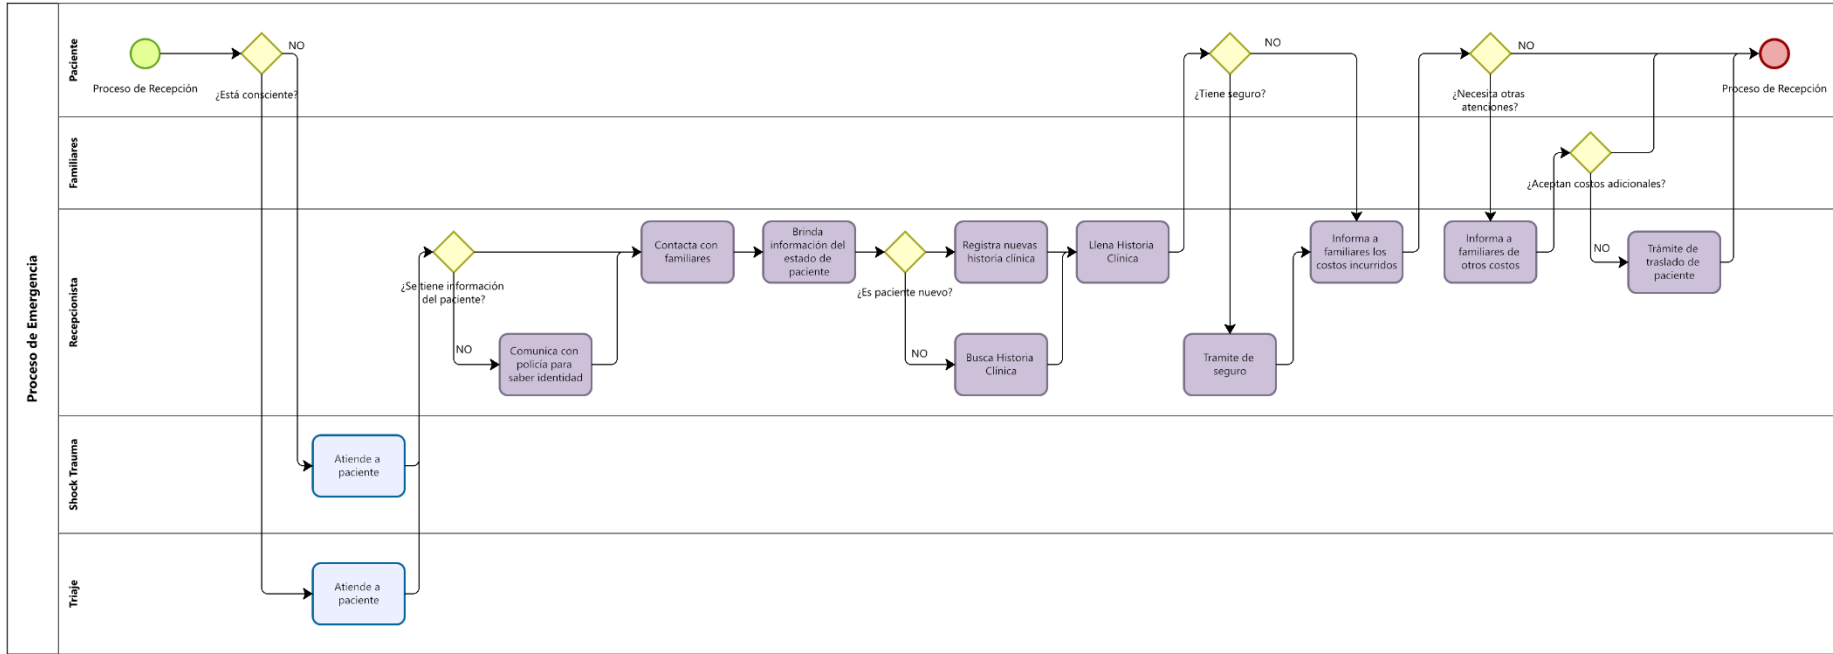 Proceso de Emergencia
Paciente
Proceso de Recepción
¿Está consciente?
NO
¿Tiene seguro?
NO
¿Necesita otras
atenciones?
NO
Proceso de Recepción
Familiares
¿Aceptan costos adicionales?
Recepcionista
¿Se tiene información
del paciente?
NO
Comunica con
policía para
saber identidad
Contacta con
familiares
Brinda
información del
estado de
paciente
¿Es paciente nuevo?
NO
Registra nuevas
historia clínica
Busca Historia
Clínica
Llena Historia
Clínica
Tramite de
seguro
Informa a
familiares los
costos incurridos
Informa a
familiares de
otros costos
NO
Trámite de
traslado de
paciente
Shock Trauma
Atiende a
paciente
Triaje
Atiende a
paciente